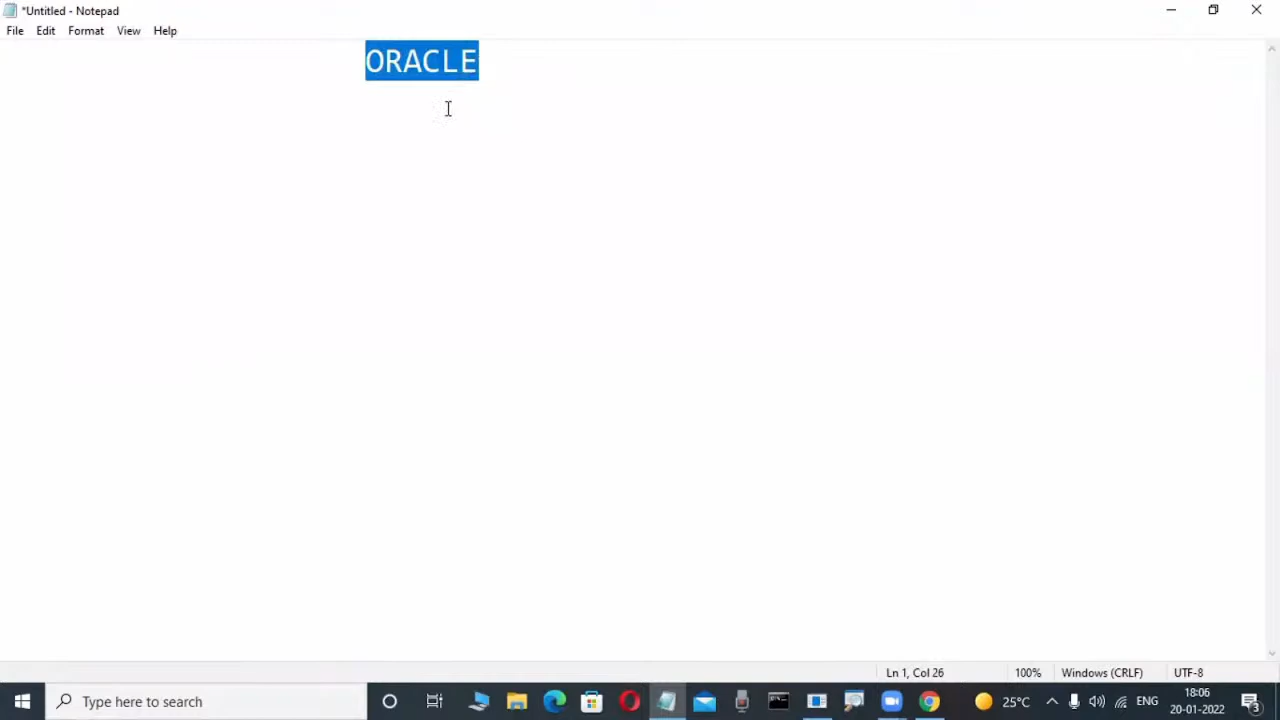 *Untitled - Notepad
File Edit Format View Help
ORACLE
Ln 1, Col 26 100% Windows (CRLF) UTF-8
Type here to search
25°C ENG 18:06
20-01-2022
3